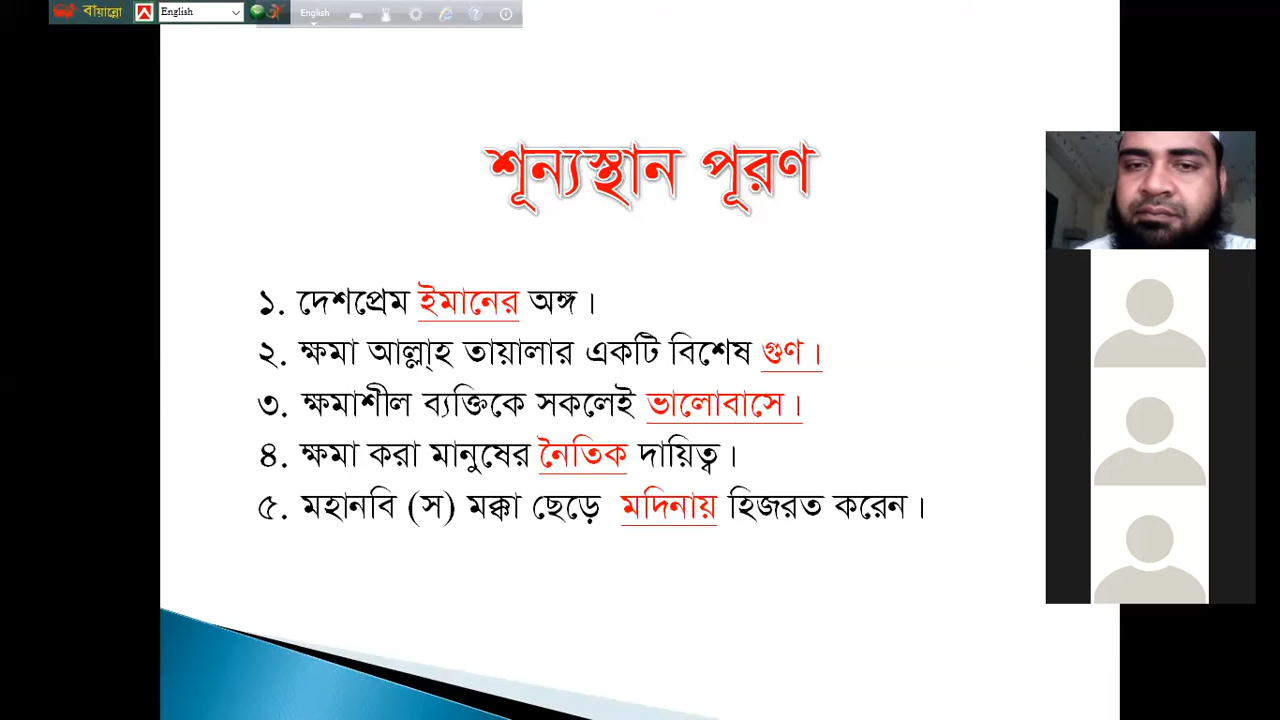 বায়ান্নো English English
শূন্যস্থান পূরণ
১. দেশপ্রেম ইমানের অঙ্গ।
২. ক্ষমা আল্লা্হ তায়ালার একটি বিশেষ গুণ।
৩. ক্ষমাশীল ব্যক্তিকে সকলেই ভালোবাসে।
৪. ক্ষমা করা মানুষের নৈতিক দায়িত্ব।
৫. মহানবি (স) মক্কা ছেড়ে মদিনায় হিজরত করেন।